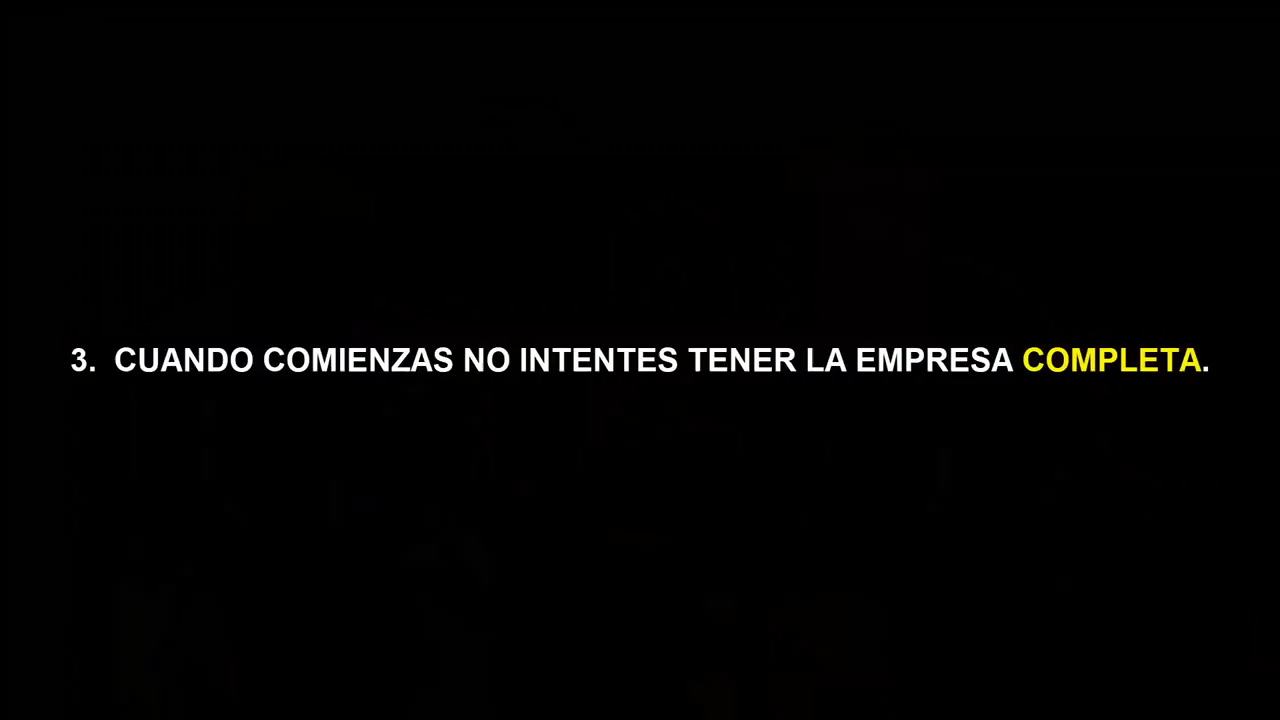 3. CUANDO COMIENZAS NO INTENTES TENER LA EMPRESA COMPLETA.